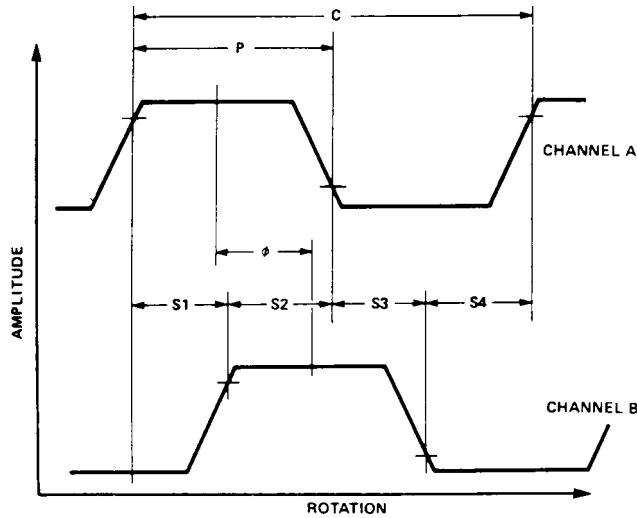 C
P
CHANNEL A
ϕ
S1 S2 S3 S4
AMPLITUDE
CHANNEL B
ROTATION